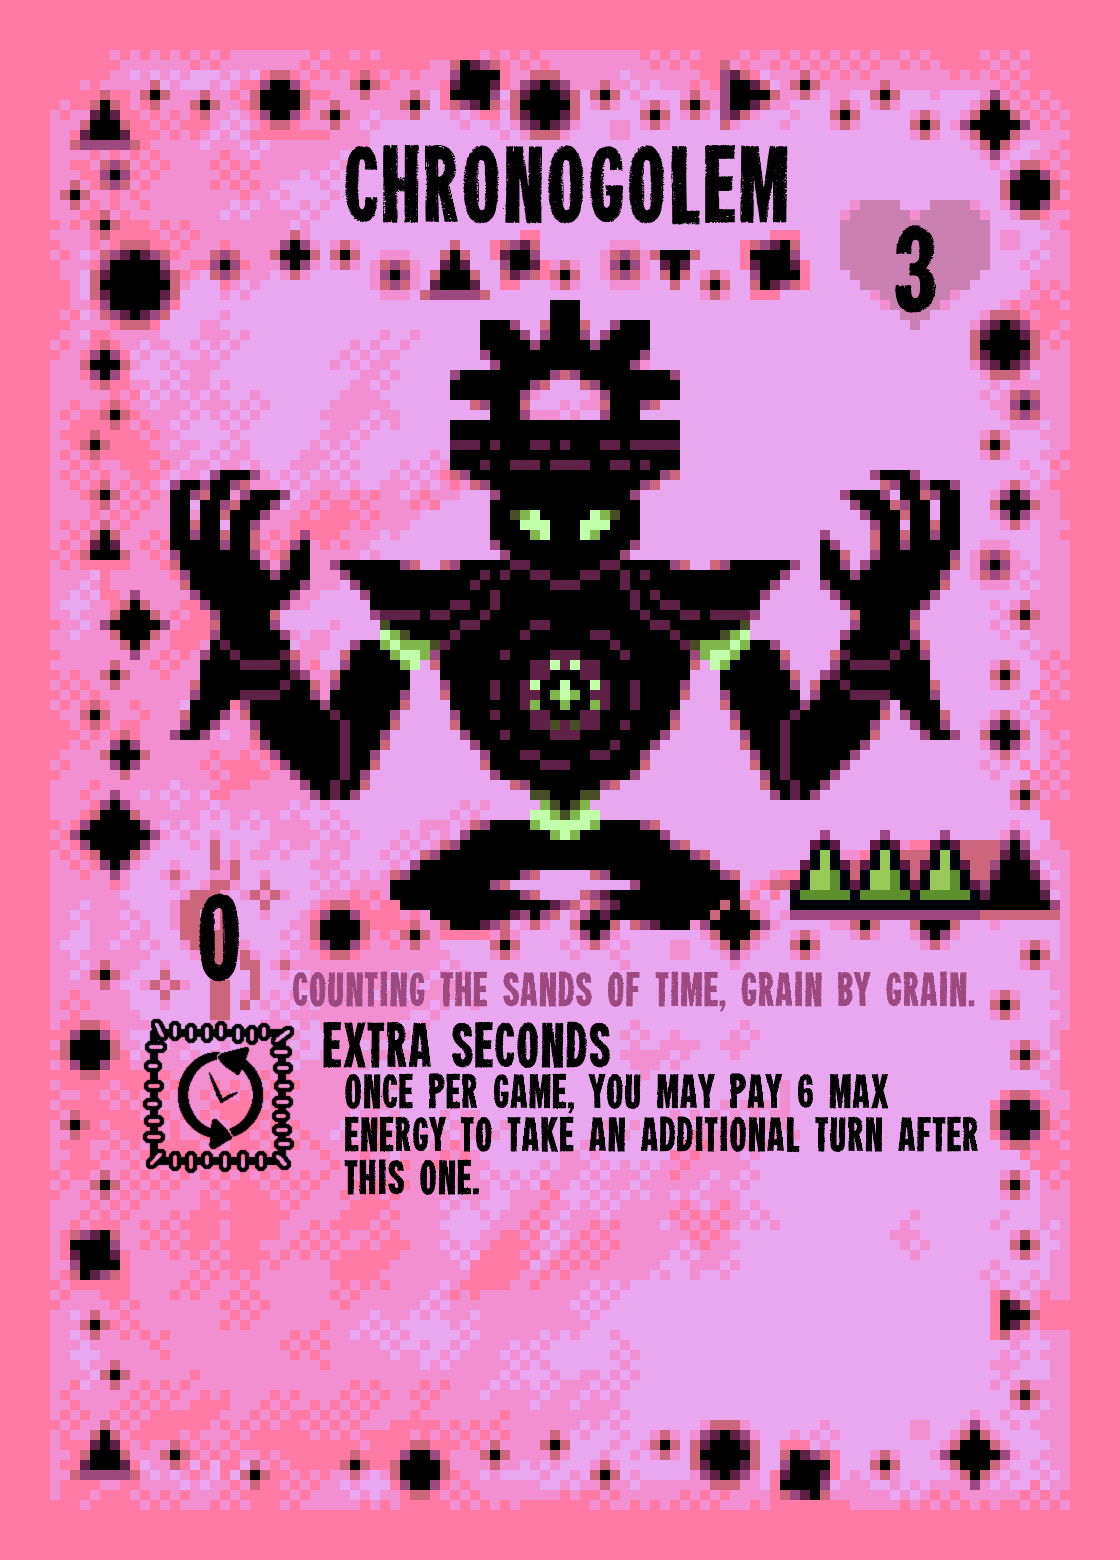 CHRONOGOLEM
3
0
COUNTING THE SANDS OF TIME, GRAIN BY GRAIN.
EXTRA SECONDS
ONCE PER GAME, YOU MAY PAY 6 MAX
ENERGY TO TAKE AN ADDITIONAL TURN AFTER
THIS ONE.